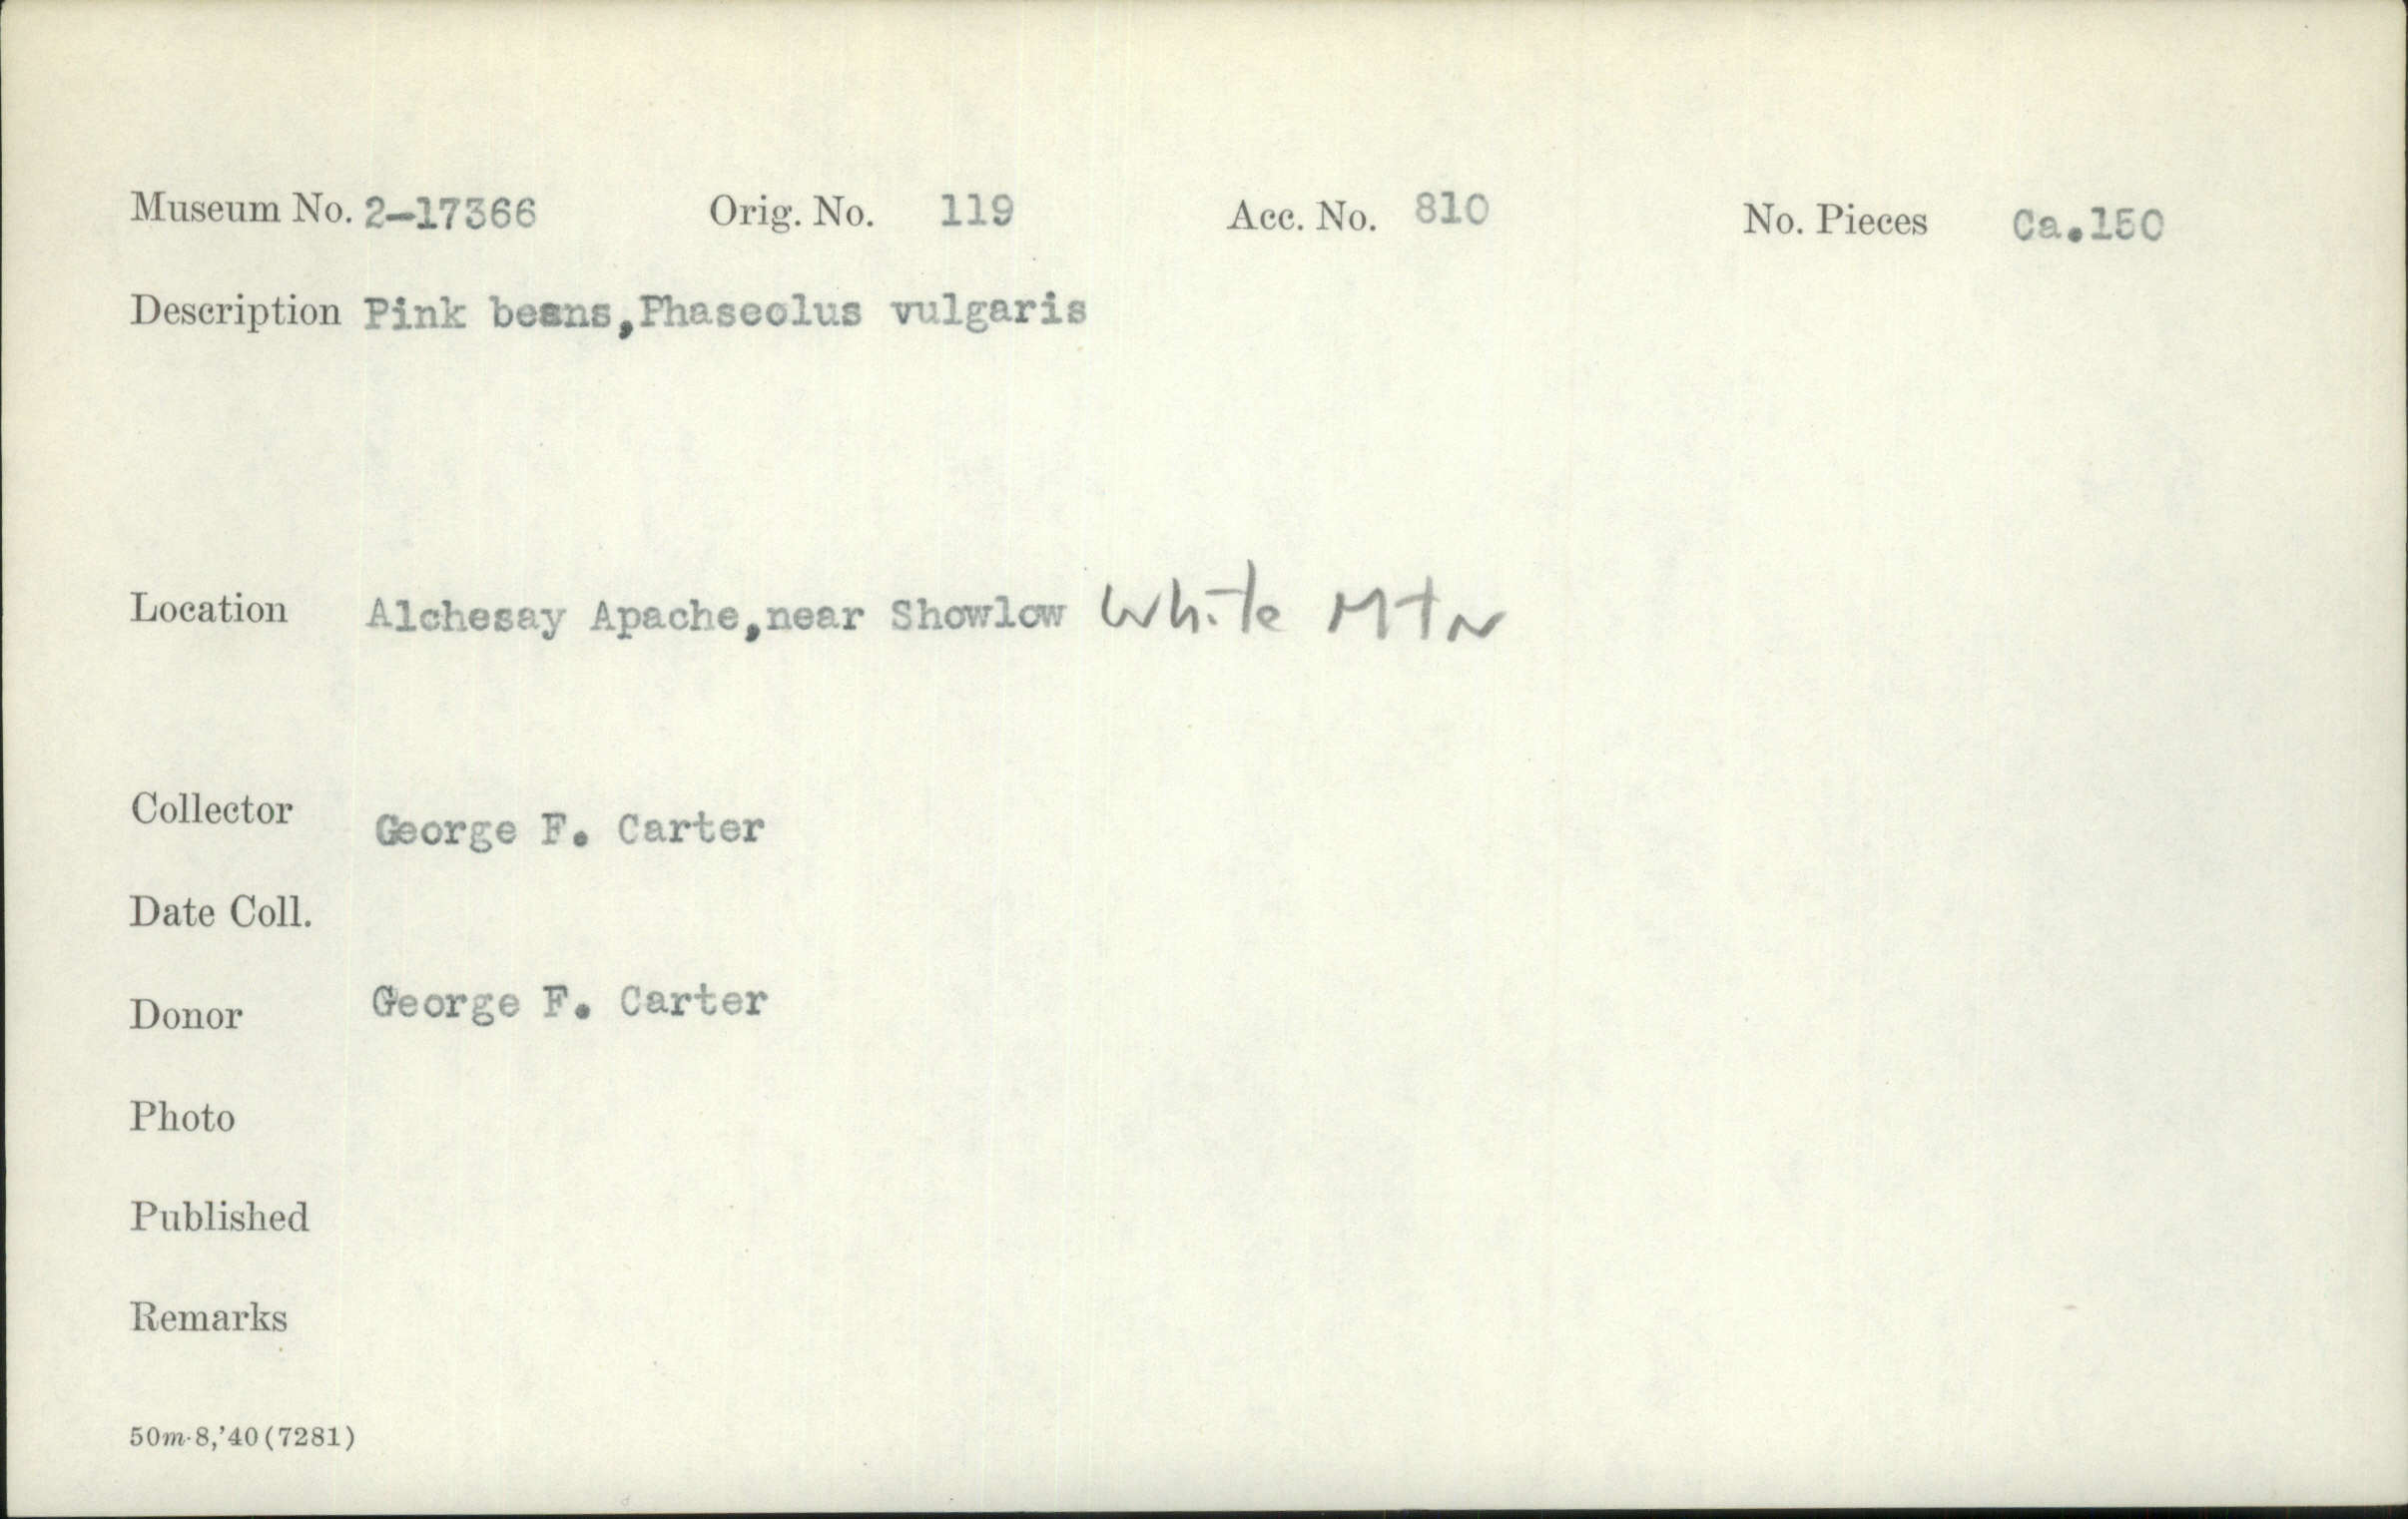 Museum No. 2-17366 Orig. No. 119 Acc. No. 810 No. Pieces Ca.150
Description Pink beans,Phaseolus vulgaris
Location Alchesay Apache,near Showlow White Mtn
Collector George F. Carter
Date Coll.
Donor George F. Carter
Photo
Published
Remarks
50m-8,'40(7281)